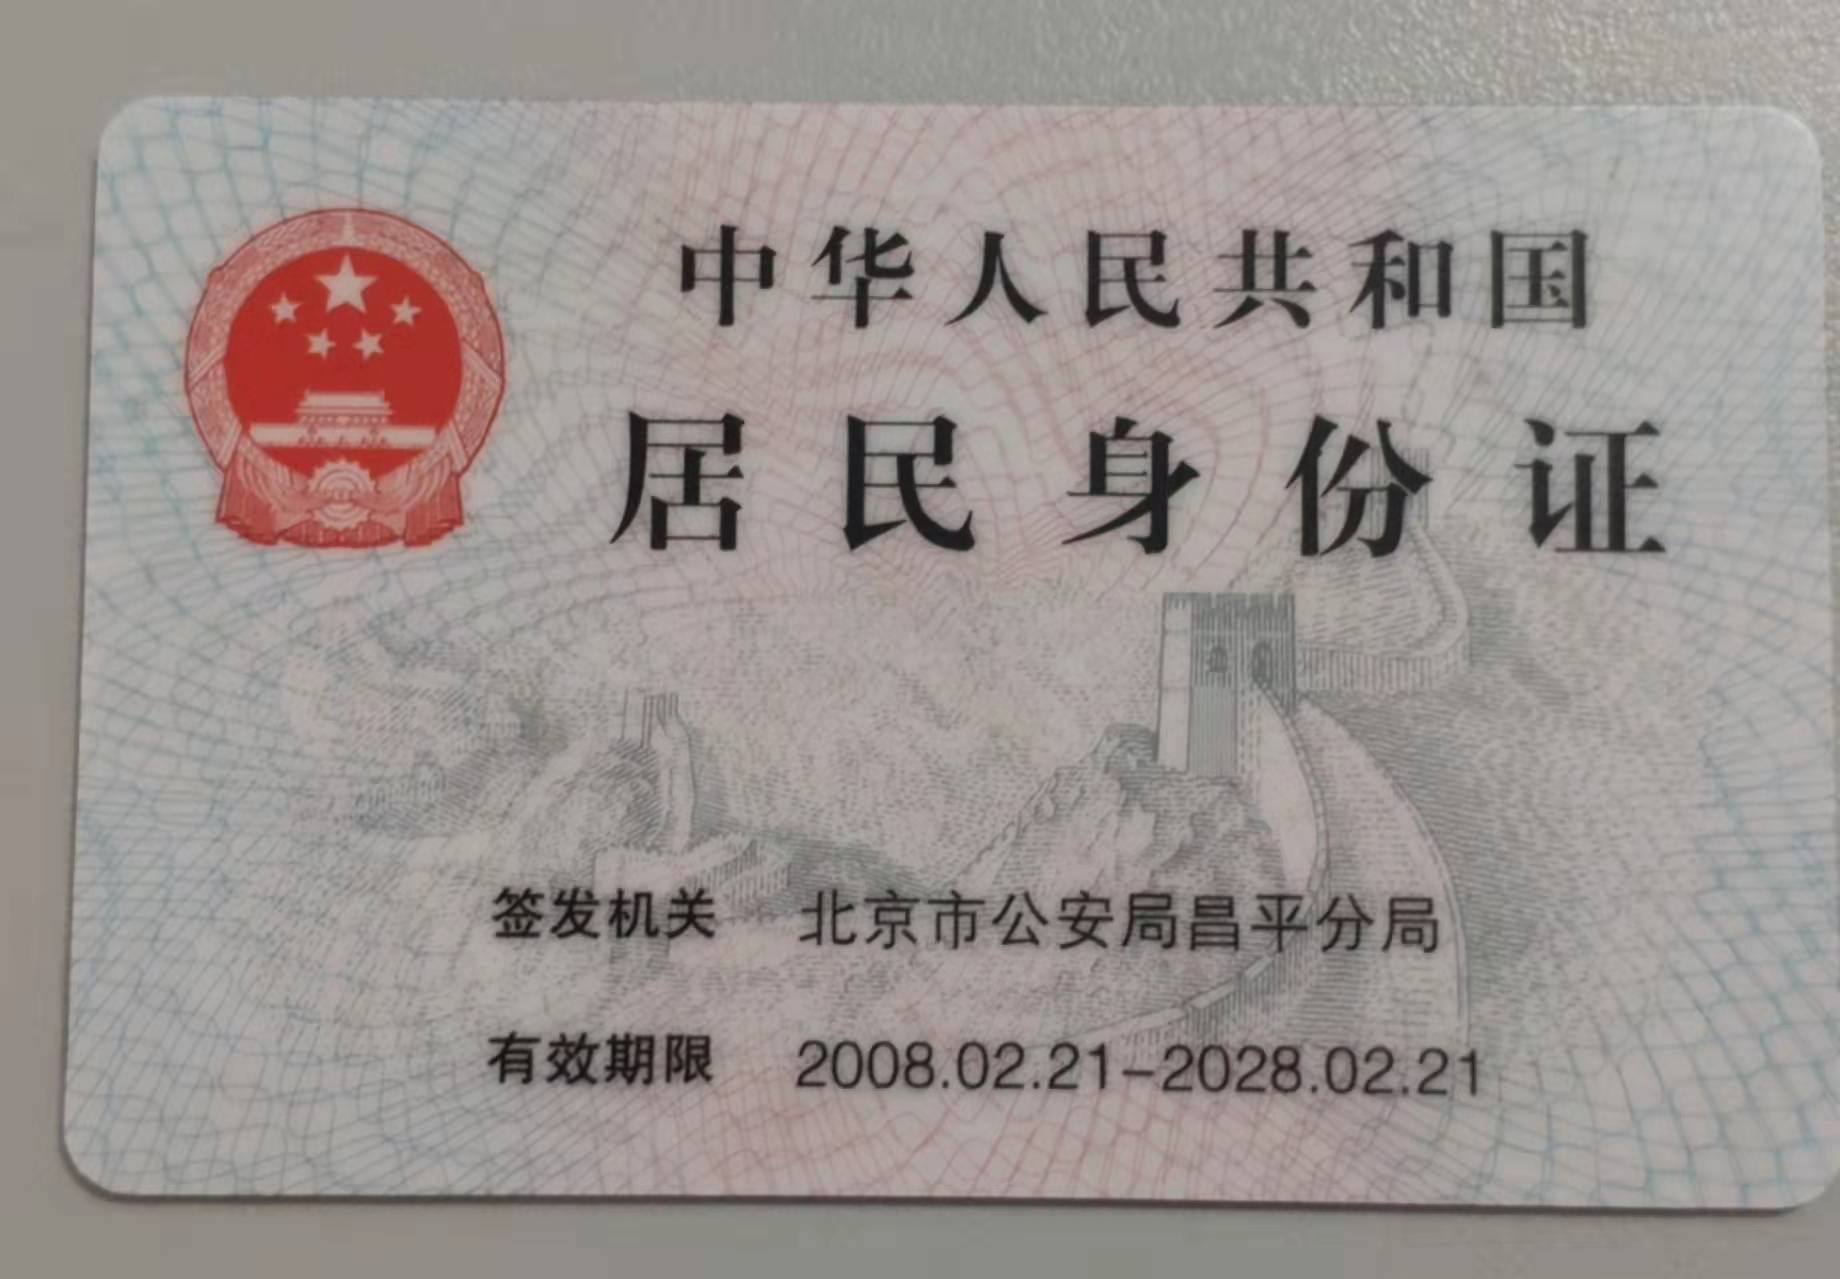 中华人民共和国
居民身份证
签发机关 北京市公安局昌平分局
有效期限 2008.02.21-2028.02.21